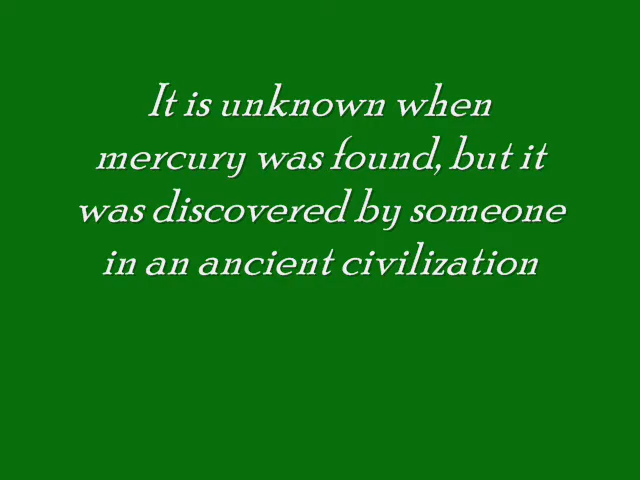 It is unknown when
mercury was found, but it
was discovered by someone
in an ancient civilization